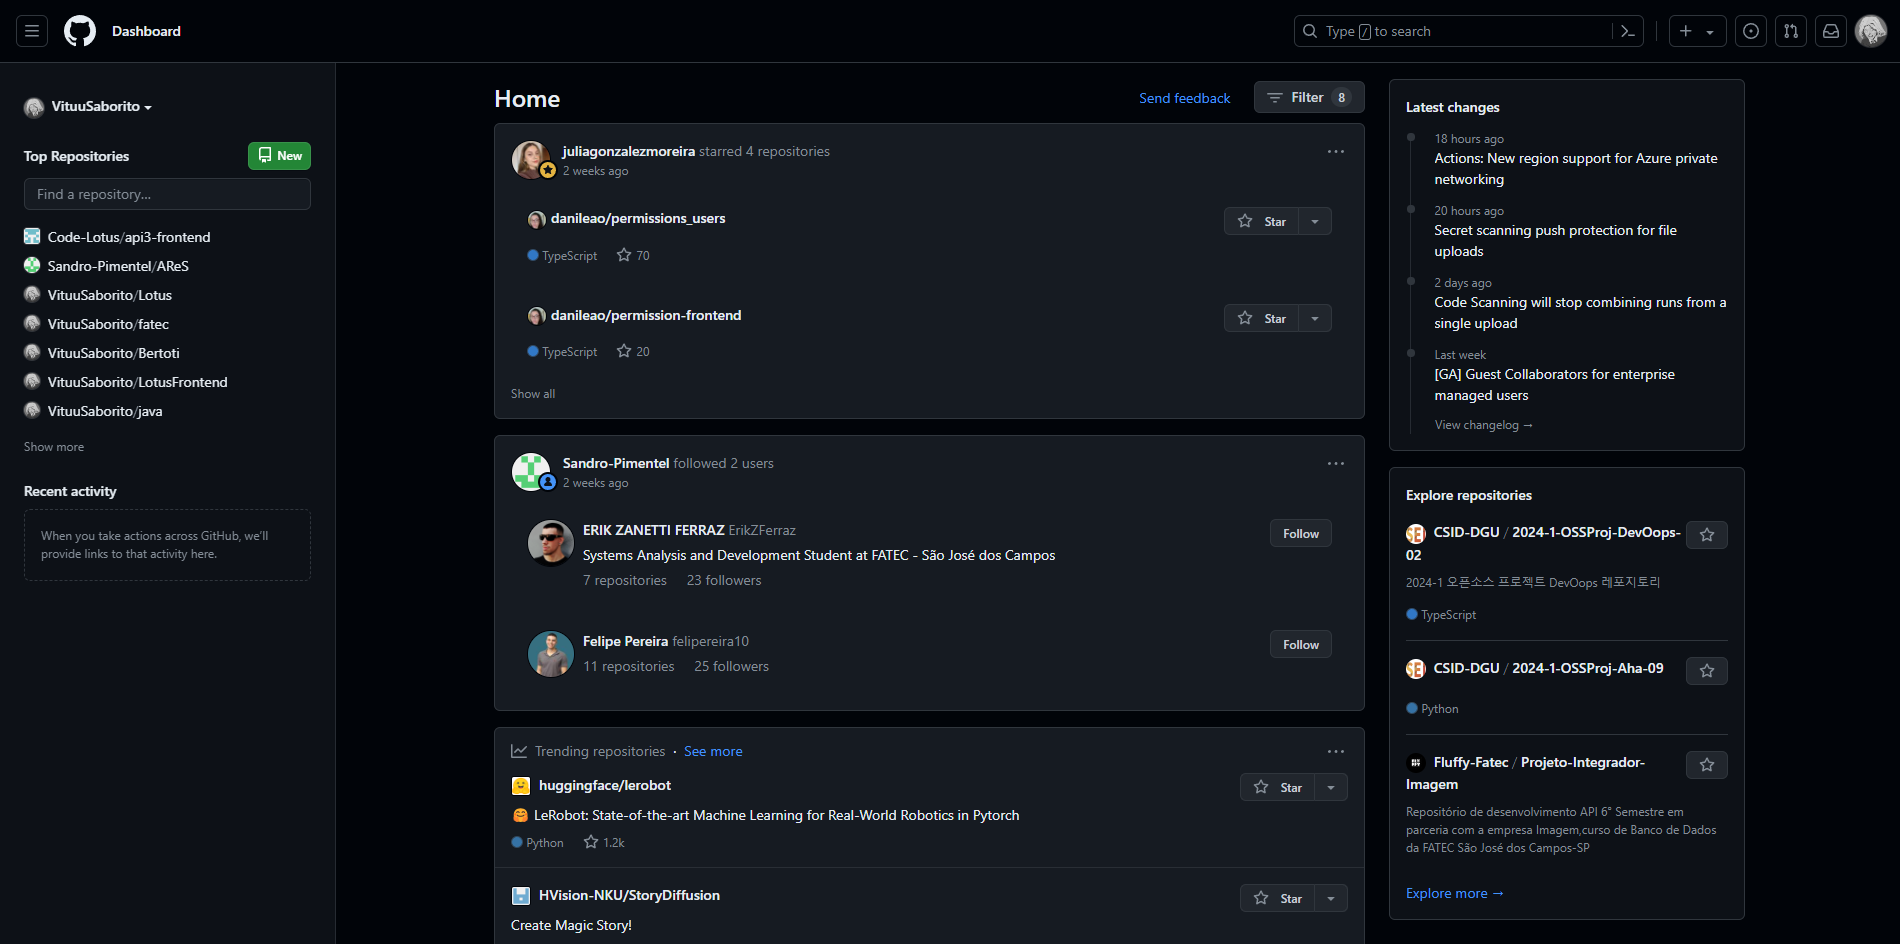 Dashboard
Type / to search
VituuSaborito
Top Repositories
New
Find a repository...
Code-Lotus/api3-frontend
Sandro-Pimentel/AReS
VituuSaborito/Lotus
VituuSaborito/fatec
VituuSaborito/Bertoti
VituuSaborito/LotusFrontend
VituuSaborito/java
Show more
Recent activity
When you take actions across GitHub, we'll
provide links to that activity here.
Home
Send feedback
Filter 8
juliagonzalezmoreira starred 4 repositories
2 weeks ago
danileao/permissions_users
Star
TypeScript 70
danileao/permission-frontend
Star
TypeScript 20
Show all
Sandro-Pimentel followed 2 users
2 weeks ago
ERIK ZANETTI FERRAZ ErikZFerraz
Follow
Systems Analysis and Development Student at FATEC - São José dos Campos
7 repositories 23 followers
Felipe Pereira felipereira10
Follow
11 repositories 25 followers
Trending repositories · See more
huggingface/lerobot
Star
🤗 LeRobot: State-of-the-art Machine Learning for Real-World Robotics in Pytorch
Python 1.2k
HVision-NKU/StoryDiffusion
Star
Create Magic Story!
Latest changes
18 hours ago
Actions: New region support for Azure private
networking
20 hours ago
Secret scanning push protection for file
uploads
2 days ago
Code Scanning will stop combining runs from a
single upload
Last week
[GA] Guest Collaborators for enterprise
managed users
View changelog →
Explore repositories
CSID-DGU / 2024-1-OSSProj-DevOops-
02
2024-1 오픈소스 프로젝트 DevOops 레포지토리
TypeScript
CSID-DGU / 2024-1-OSSProj-Aha-09
Python
Fluffy-Fatec / Projeto-Integrador-
Imagem
Repositório de desenvolvimento API 6° Semestre em
parceria com a empresa Imagem,curso de Banco de Dados
da FATEC São José dos Campos-SP
Explore more →